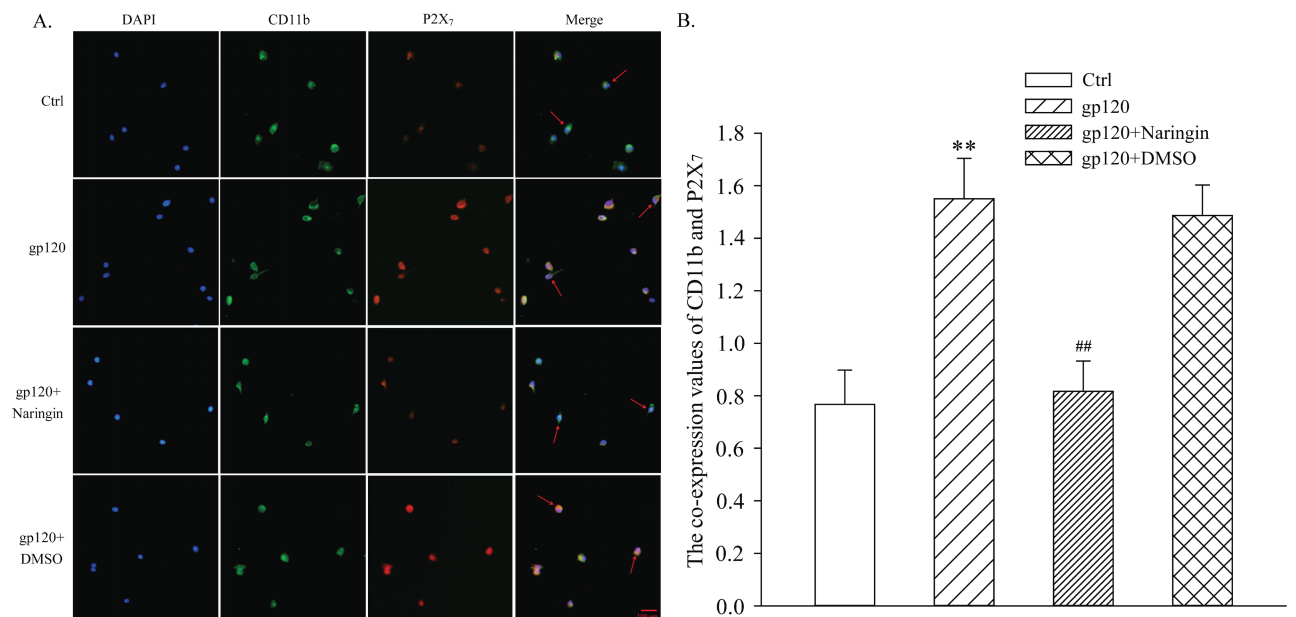 A.
DAPI CD11b P2X₇ Merge
Ctrl
gp120
gp120+
Naringin
gp120+
DMSO
B.
Ctrl
gp120
gp120+Naringin
gp120+DMSO
The co-expression values of CD11b and P2X₇
1.8
1.6
1.4
1.2
1.0
0.8
0.6
0.4
0.2
0.0
**
##